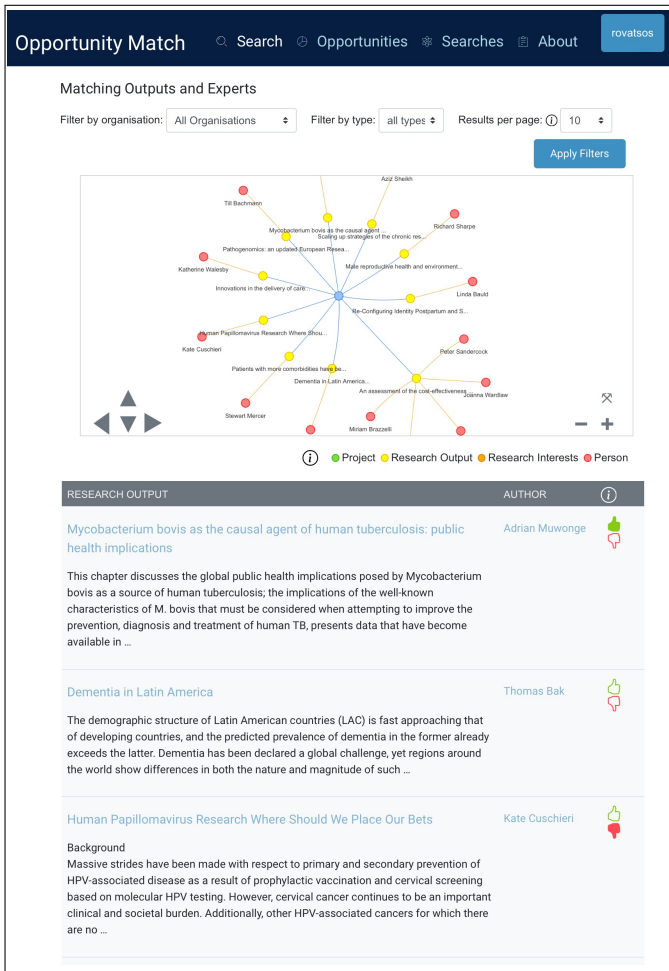 Opportunity Match
Search
Opportunities
Searches
About
rovatsos
Matching Outputs and Experts
Filter by organisation:
All Organisations
Filter by type:
all types
Results per page:
10
Apply Filters
Aziz Sheikh
Till Bachmann
Richard Sharpe
Mycobacterium bovis as the causal agent ...
Scaling up strategies of the chronic res...
Pathogenomics: an updated European Resea...
Male reproductive health and environment...
Katherine Walesby
Innovations in the delivery of care...
Linda Bauld
Re-Configuring Identity Postpartum and S...
Human Papillomavirus Research Where Shou...
Kate Cuschieri
Peter Sandercock
Patients with more comorbidities have be...
Dementia in Latin America...
An assessment of the cost-effectiveness...
Joanna Wardlaw
Stewart Mercer
Miriam Brazzelli
Project
Research Output
Research Interests
Person
RESEARCH OUTPUT
AUTHOR
Mycobacterium bovis as the causal agent of human tuberculosis: public
health implications
Adrian Muwonge
This chapter discusses the global public health implications posed by Mycobacterium
bovis as a source of human tuberculosis; the implications of the well-known
characteristics of M. bovis that must be considered when attempting to improve the
prevention, diagnosis and treatment of human TB, presents data that have become
available in ...
Dementia in Latin America
Thomas Bak
The demographic structure of Latin American countries (LAC) is fast approaching that
of developing countries, and the predicted prevalence of dementia in the former already
exceeds the latter. Dementia has been declared a global challenge, yet regions around
the world show differences in both the nature and magnitude of such ...
Human Papillomavirus Research Where Should We Place Our Bets
Kate Cuschieri
Background
Massive strides have been made with respect to primary and secondary prevention of
HPV-associated disease as a result of prophylactic vaccination and cervical screening
based on molecular HPV testing. However, cervical cancer continues to be an important
clinical and societal burden. Additionally, other HPV-associated cancers for which there
are no ...